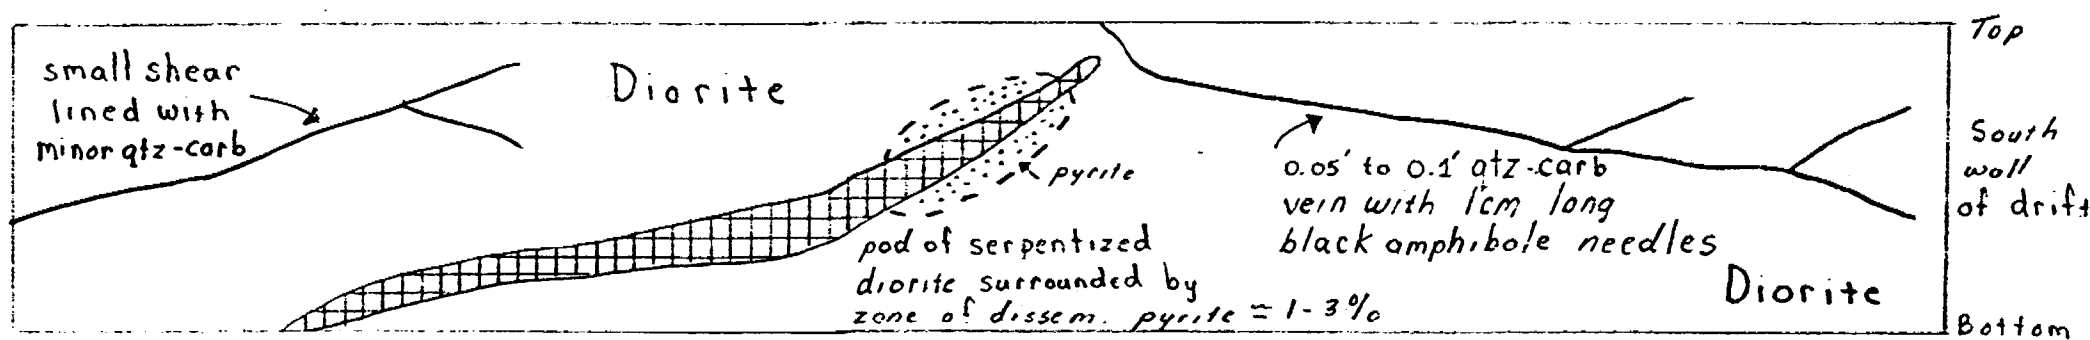 small shear
lined with
minor qtz-carb
Diorite
pyrite
pod of serpentized
diorite surrounded by
zone of dissem. pyrite = 1-3%
0.05' to 0.1' qtz-carb
vein with 1cm long
black amphibole needles
Diorite
Top
South
wall
of drift
Bottom